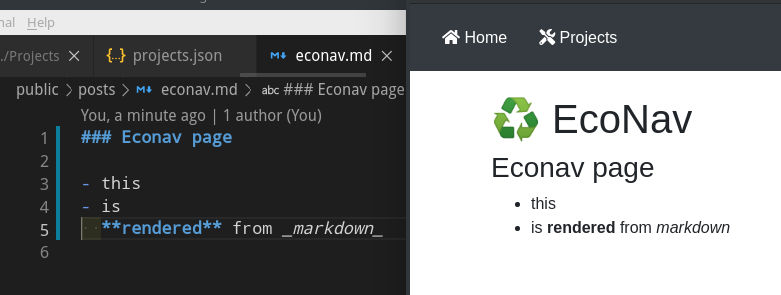 nal Help
./Projects
{..} projects.json
econav.md
public > posts > econav.md > abc ### Econav page
You, a minute ago | 1 author (You)
1 ### Econav page
2
3 - this
4 - is
5 **rendered** from _markdown_
6
Home Projects
EcoNav
Econav page
• this
• is rendered from markdown